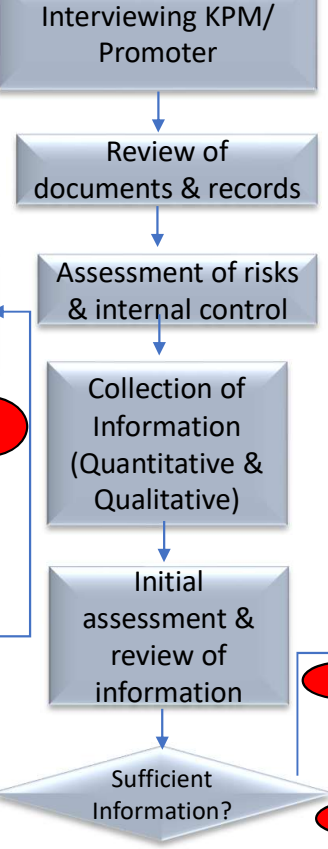 Interviewing KPM/
Promoter
Review of
documents & records
Assessment of risks
& internal control
Collection of
Information
(Quantitative &
Qualitative)
Initial
assessment &
review of
information
Sufficient
Information?